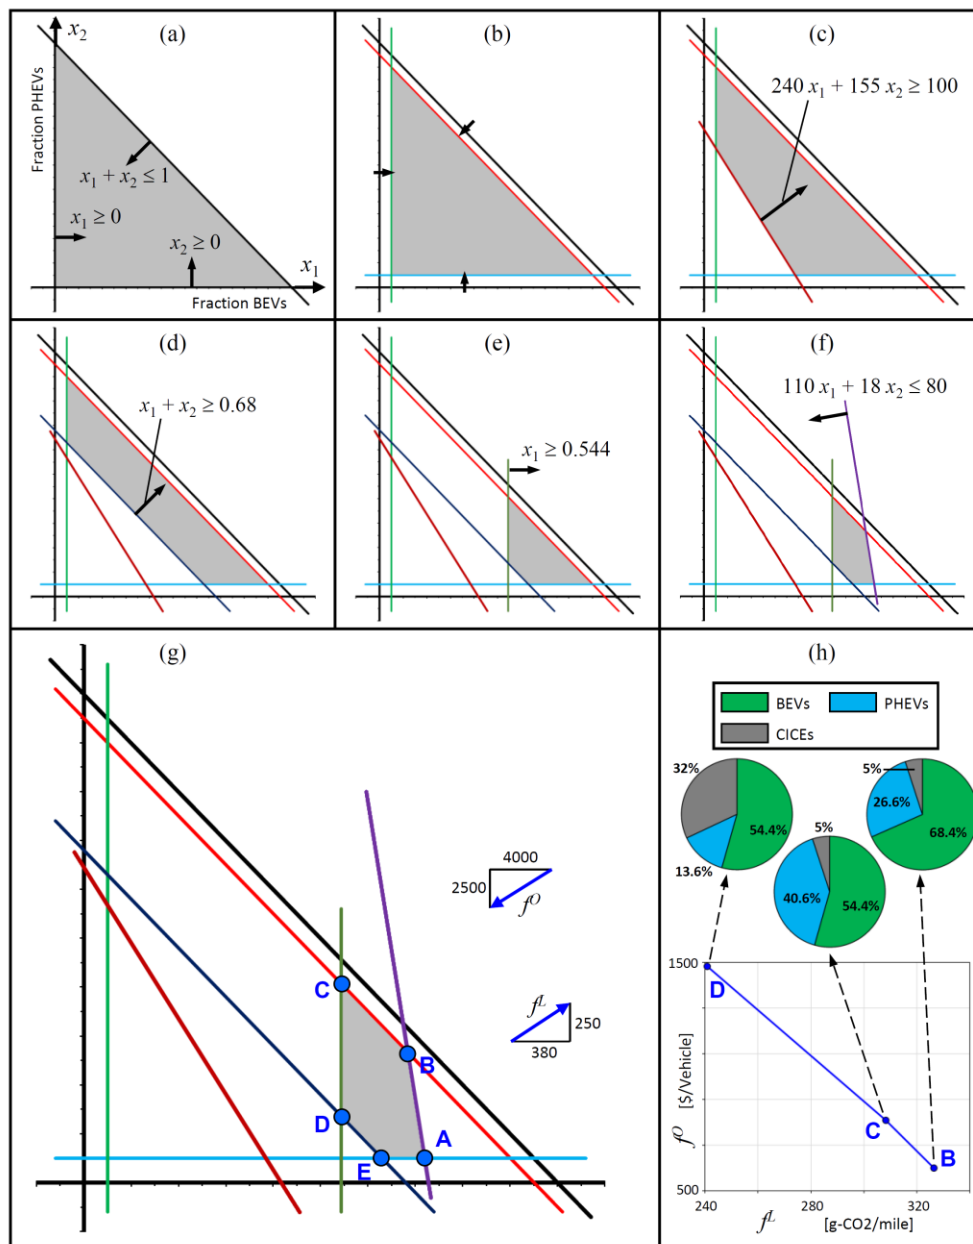 (a)
x₂
Fraction PHEVs
x₁ + x₂ ≤ 1
x₁ ≥ 0
x₂ ≥ 0
x₁
Fraction BEVs
(b)
(c)
240 x₁ + 155 x₂ ≥ 100
(d)
x₁ + x₂ ≥ 0.68
(e)
x₁ ≥ 0.544
(f)
110 x₁ + 18 x₂ ≤ 80
(g)
4000
2500
f^O
C
f^L
250
380
B
D
A
E
(h)
BEVs
PHEVs
CICEs
32%
54.4%
13.6%
5%
40.6%
54.4%
5%
26.6%
68.4%
1500
D
[$/Vehicle]
f^O
C
B
500
240
280
320
f^L
[g-CO2/mile]